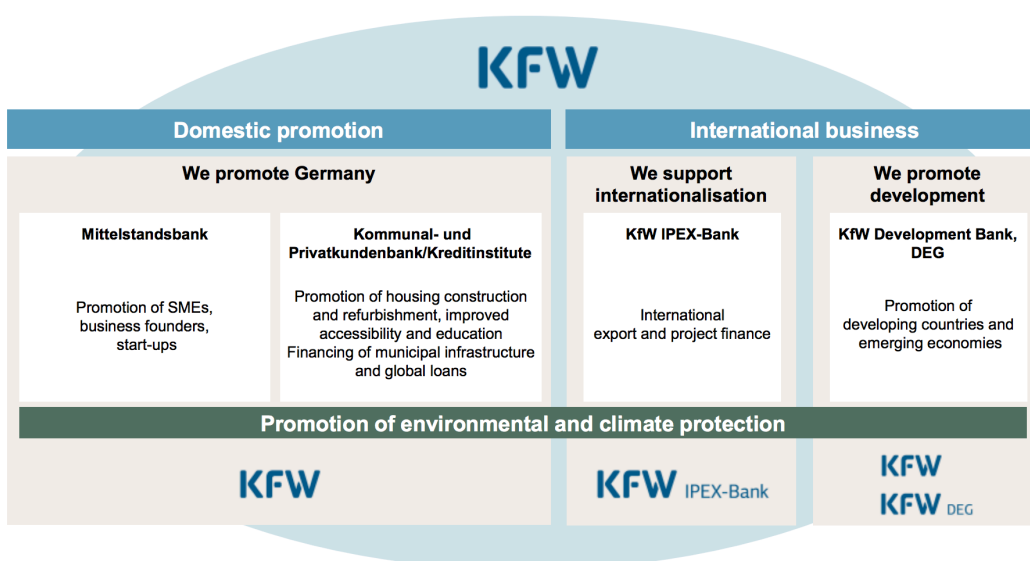 KFW
Domestic promotion
International business
We promote Germany
We support
internationalisation
We promote
development
Mittelstandsbank
Promotion of SMEs,
business founders,
start-ups
Kommunal- und
Privatkundenbank/Kreditinstitute
Promotion of housing construction
and refurbishment, improved
accessibility and education
Financing of municipal infrastructure
and global loans
KfW IPEX-Bank
International
export and project finance
KfW Development Bank,
DEG
Promotion of
developing countries and
emerging economies
Promotion of environmental and climate protection
KFW
KFW IPEX-Bank
KFW
KFW DEG